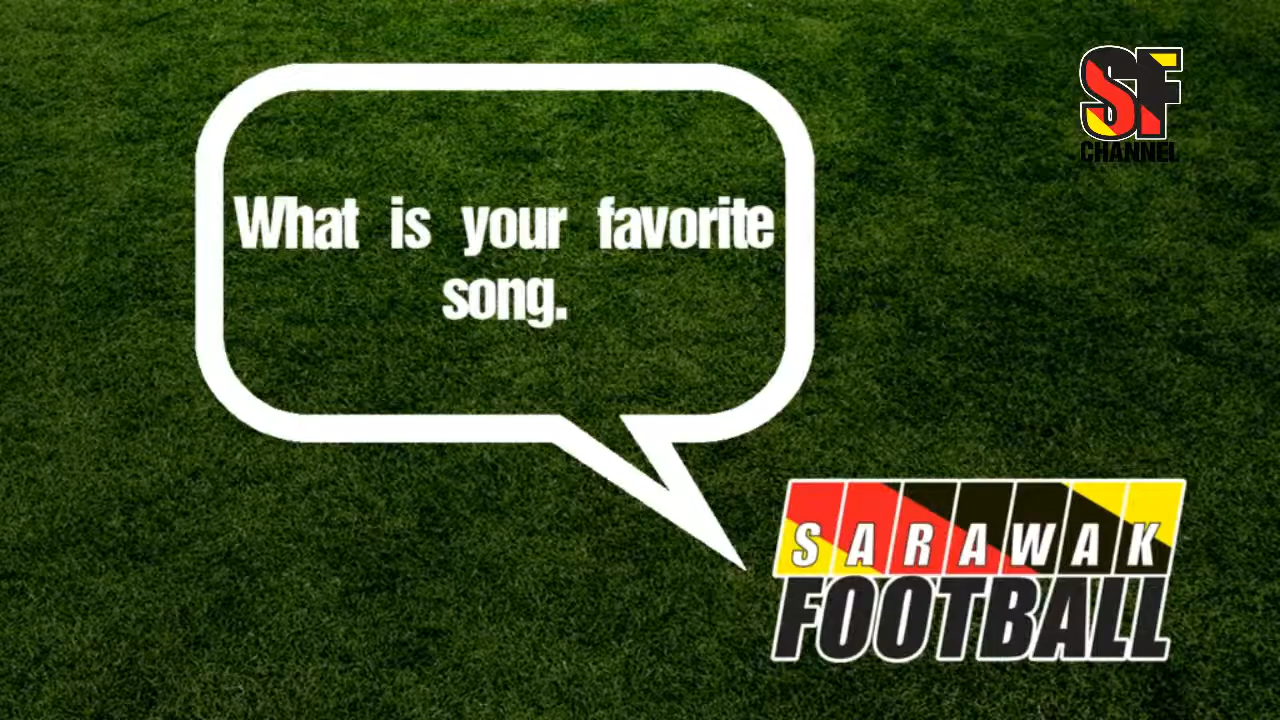 SF
CHANNEL
What is your favorite
song.
SARAWAK
FOOTBALL